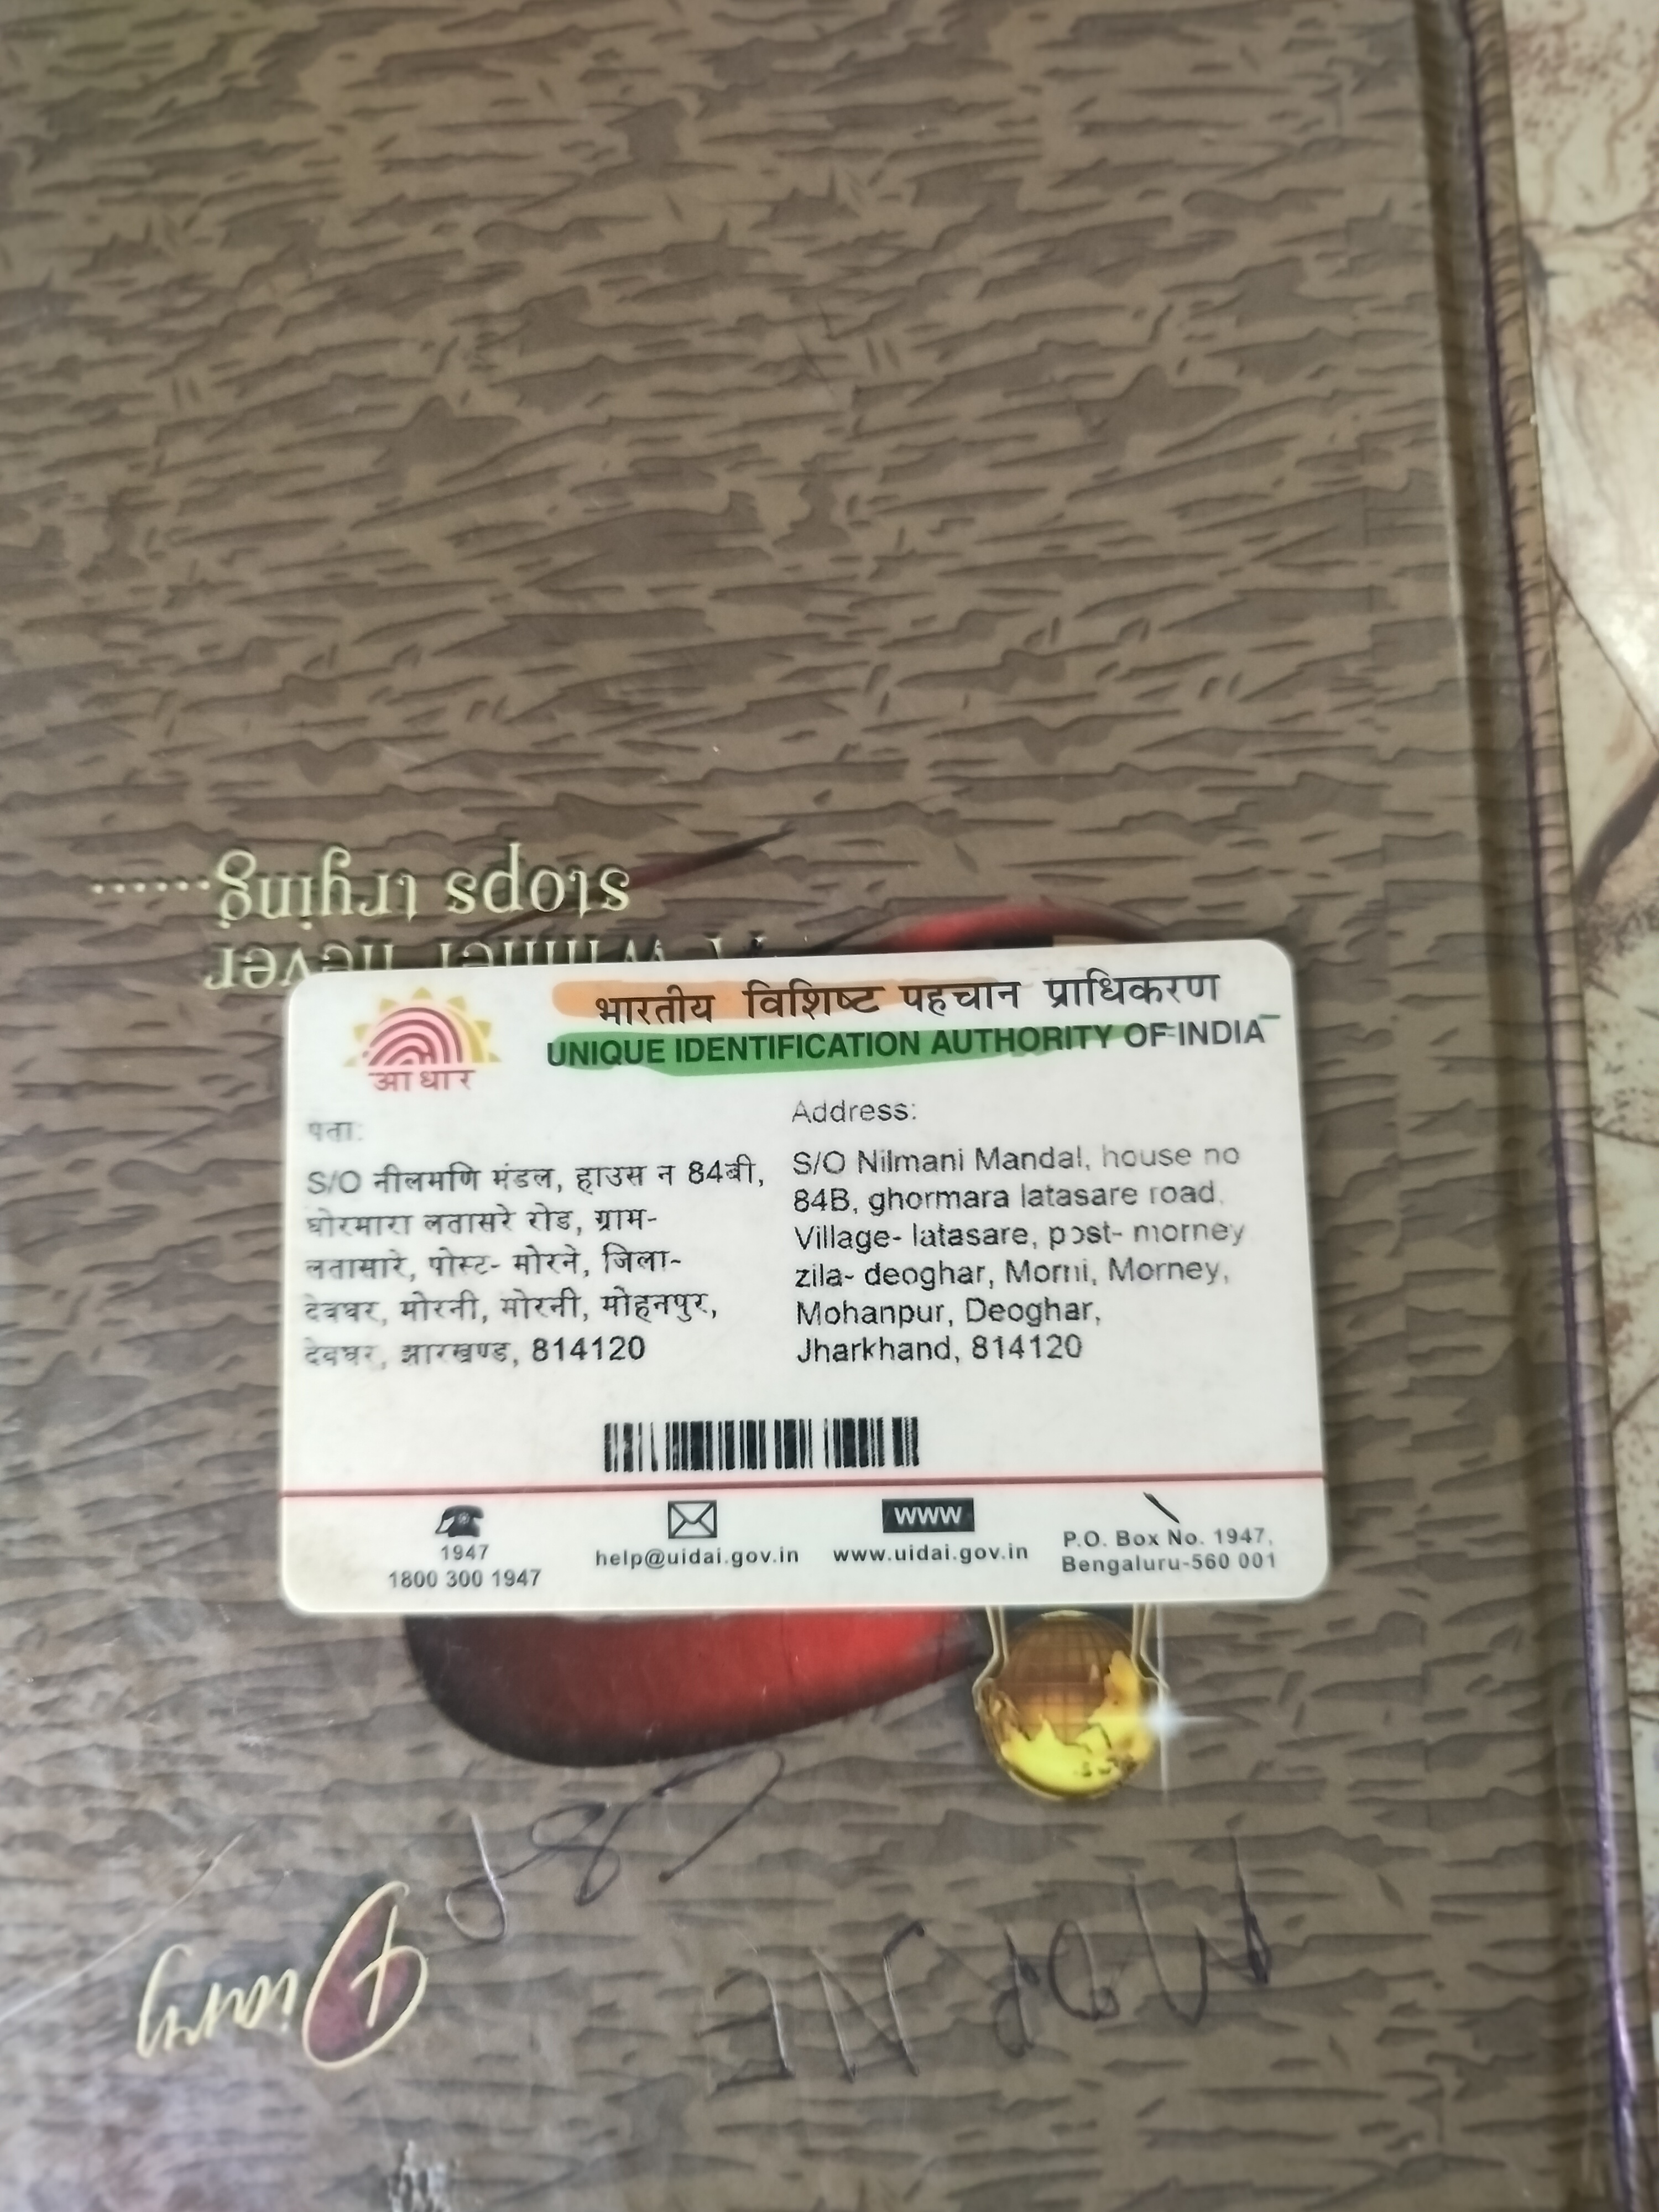 stops trying......
A winner never
भारतीय विशिष्ट पहचान प्राधिकरण
UNIQUE IDENTIFICATION AUTHORITY OF INDIA
आधार
पता:
S/O नीलमणि मंडल, हाउस न 84बी,
घोरमारा लतासरे रोड, ग्राम-
लतासारे, पोस्ट- मोरने, जिला-
देवघर, मोरनी, मोरनी, मोहनपुर,
देवघर, झारखण्ड, 814120
Address:
S/O Nilmani Mandal, house no
84B, ghormara latasare road,
Village- latasare, post- morney
zila- deoghar, Morni, Morney,
Mohanpur, Deoghar,
Jharkhand, 814120
1947
1800 300 1947
help@uidai.gov.in
www
www.uidai.gov.in
P.O. Box No. 1947,
Bengaluru-560 001
Diary
MORNE